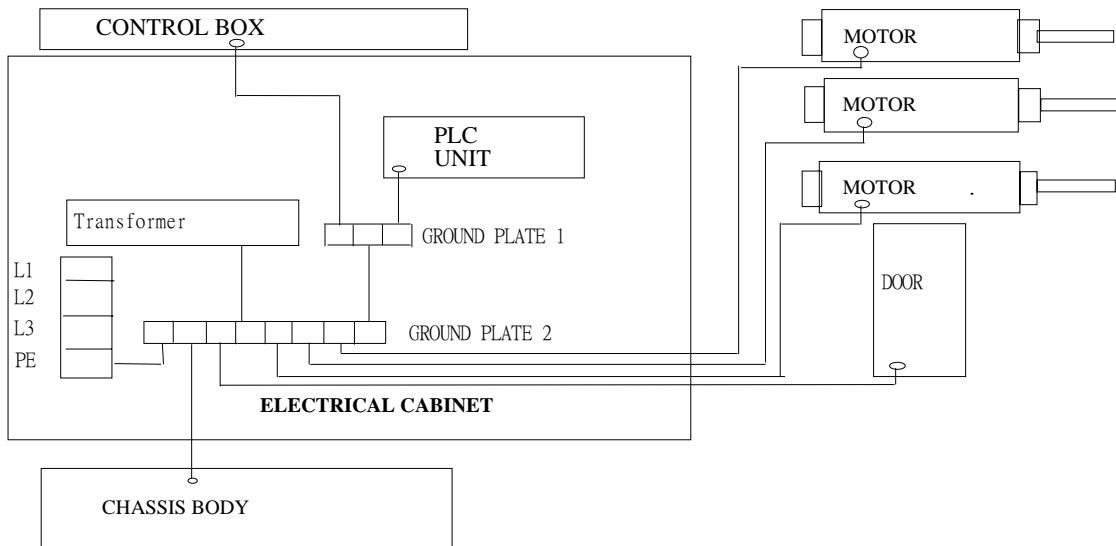 CONTROL BOX
MOTOR
MOTOR
PLC
UNIT
MOTOR
Transformer
GROUND PLATE 1
L1
L2
DOOR
L3
GROUND PLATE 2
PE
ELECTRICAL CABINET
CHASSIS BODY